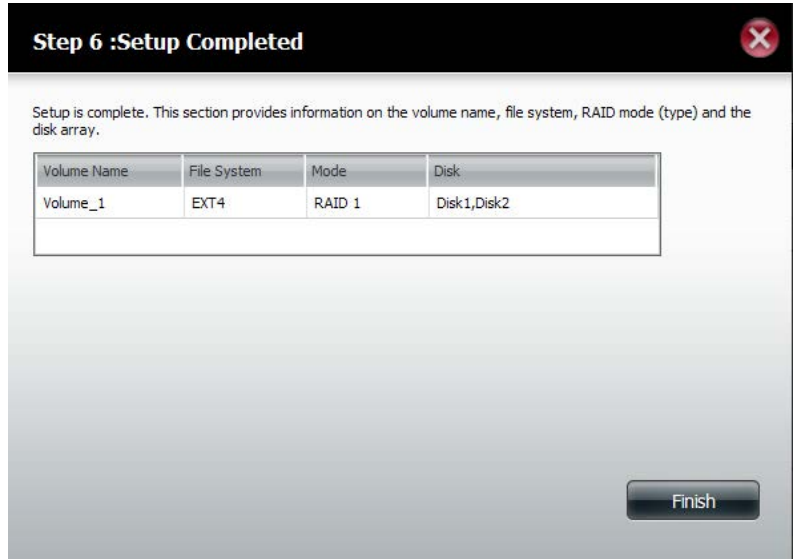 Step 6 :Setup Completed
Setup is complete. This section provides information on the volume name, file system, RAID mode (type) and the
disk array.
Volume Name File System Mode Disk
Volume_1 EXT4 RAID 1 Disk1,Disk2
Finish